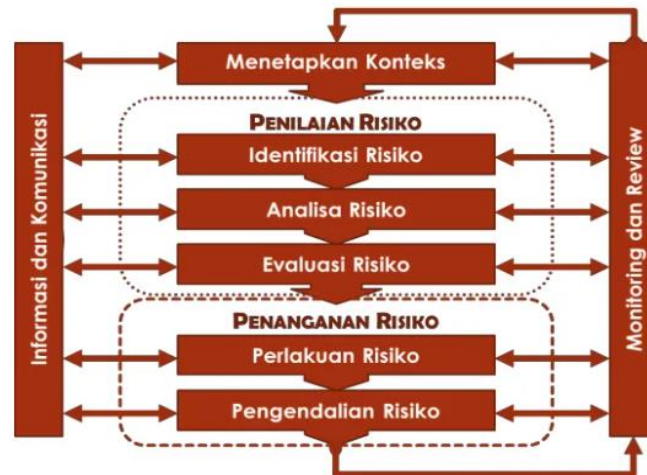 Menetapkan Konteks
PENILAIAN RISIKO
Identifikasi Risiko
Analisa Risiko
Evaluasi Risiko
PENANGANAN RISIKO
Perlakuan Risiko
Pengendalian Risiko
Informasi dan Komunikasi
Monitoring dan Review